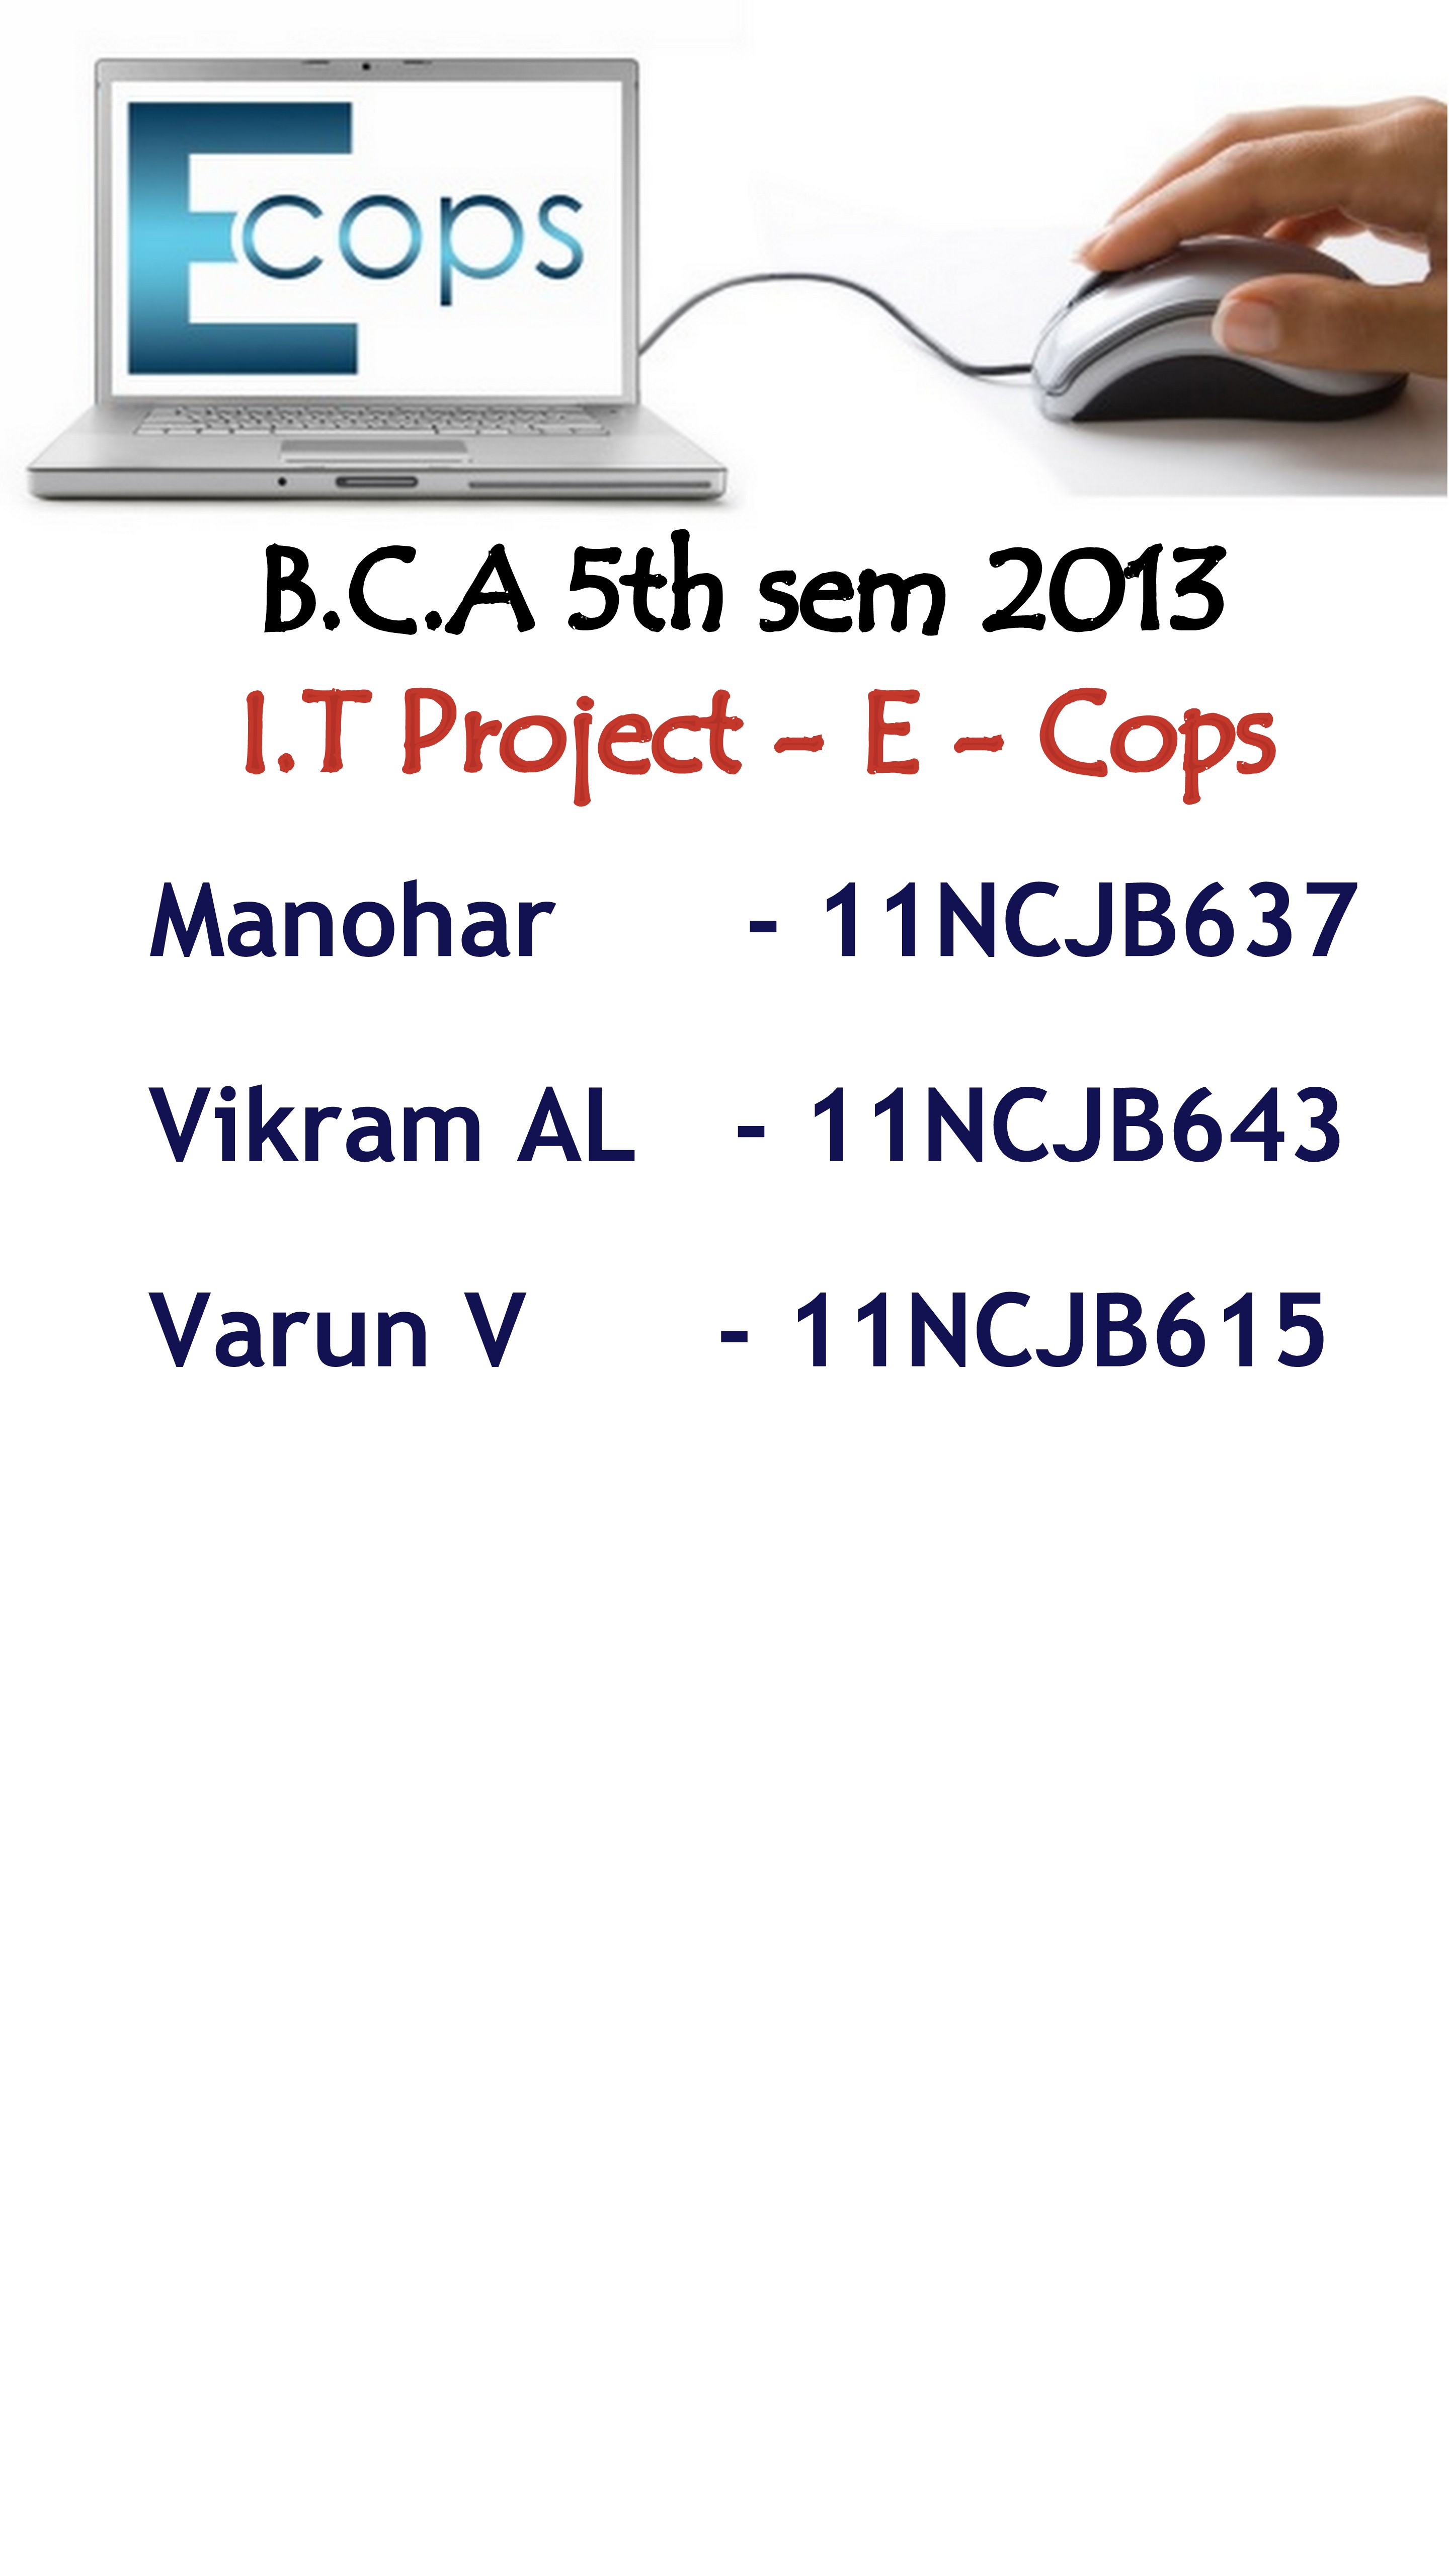 Ecops
B.C.A 5th sem 2013
I.T Project – E – Cops
Manohar - 11NCJB637
Vikram AL - 11NCJB643
Varun V - 11NCJB615